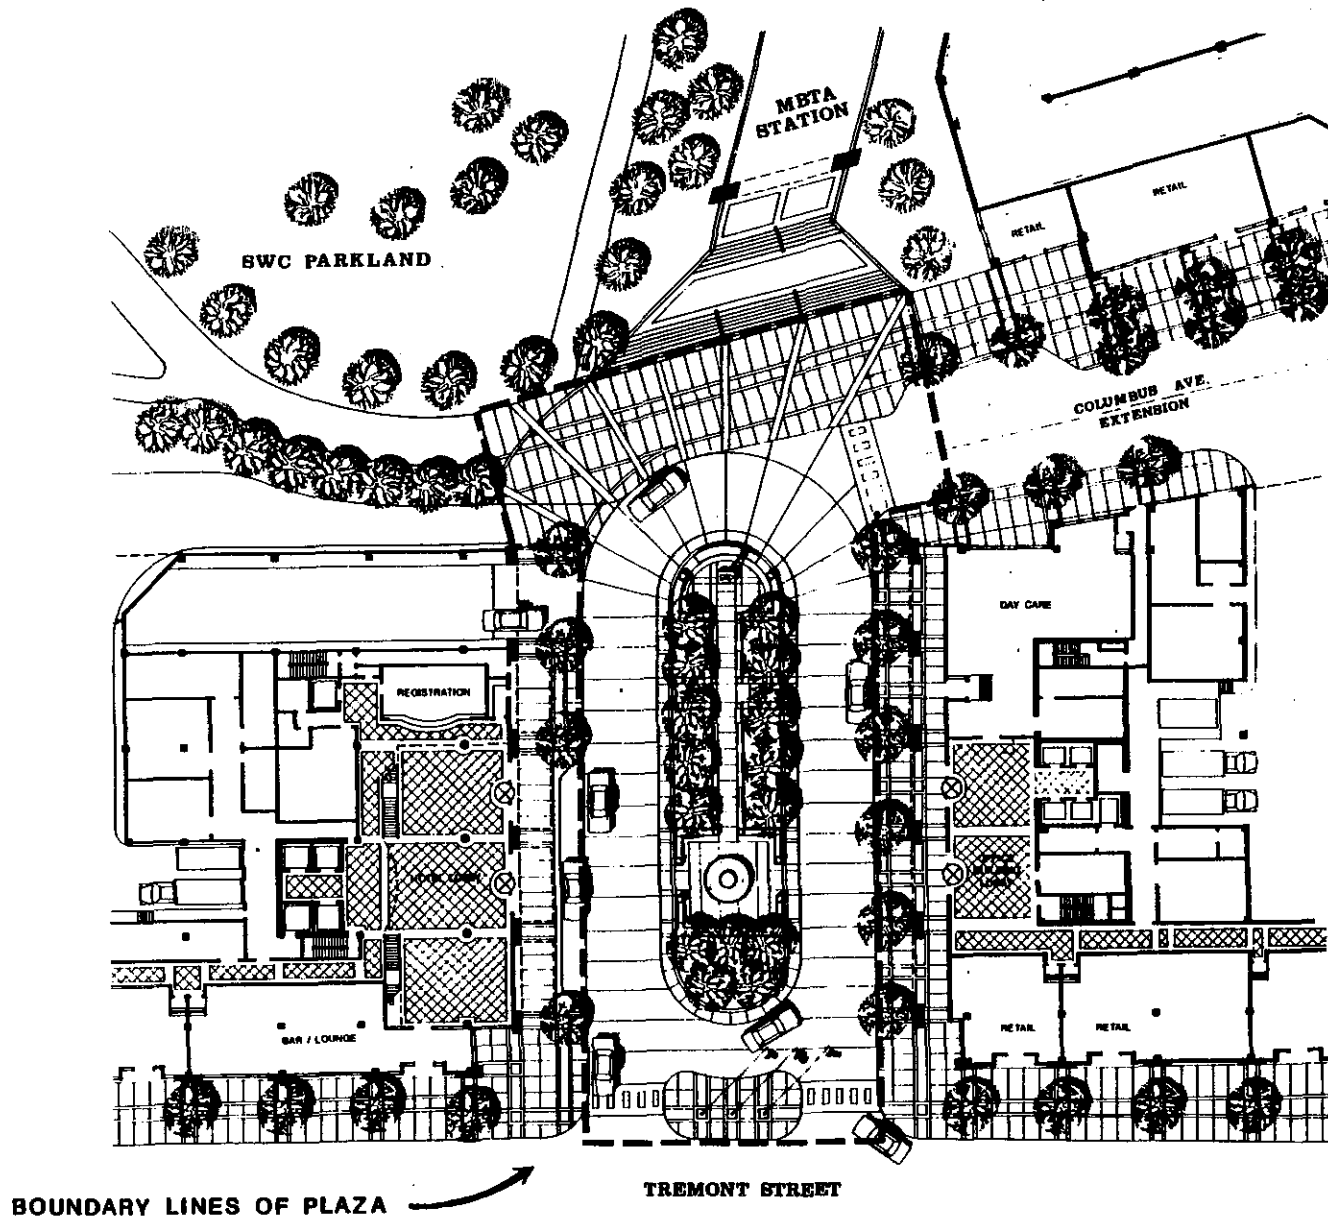 MBTA
STATION
RETAIL
RETAIL
SWC PARKLAND
COLUMBUS AVE.
EXTENSION
DAY CARE
REGISTRATION
LOBBY
BAR / LOUNGE
RETAIL
RETAIL
TREMONT STREET
BOUNDARY LINES OF PLAZA